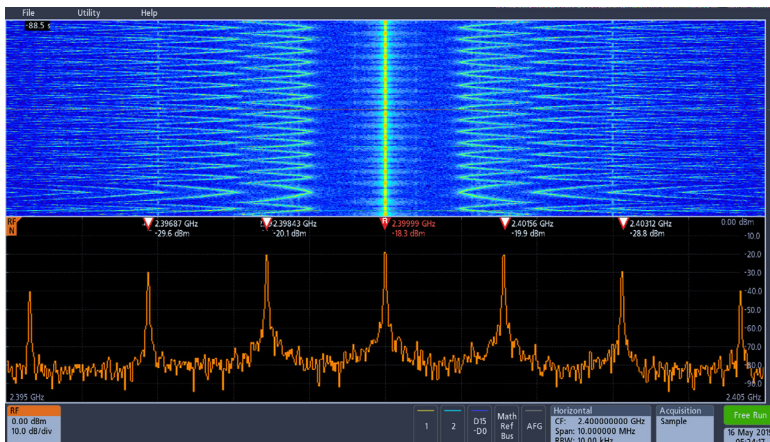 File Utility Help
-88.5 s
RF
N
2.39687 GHz
-29.6 dBm
2.39843 GHz
-20.1 dBm
R
2.39999 GHz
-18.3 dBm
2.40156 GHz
-19.9 dBm
2.40312 GHz
-28.8 dBm
0.00 dBm
-10.0
-20.0
-30.0
-40.0
-50.0
-60.0
-70.0
-80.0
-90.0
2.395 GHz
2.405 GHz
RF
0.00 dBm
10.0 dB/div
1
2
D15
-D0
Math
Ref
Bus
AFG
Horizontal
CF: 2.400000000 GHz
Span: 10.000000 MHz
RBW: 10.00 kHz
Acquisition
Sample
Free Run
16 May 201